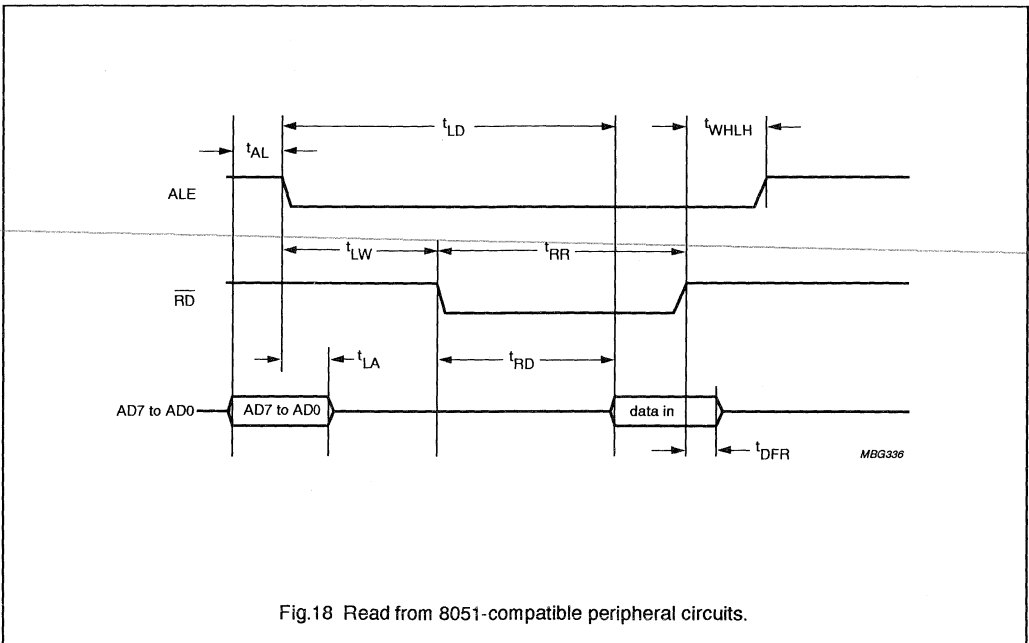 tLD
tWHLH
tAL
ALE
tLW
tRR
RD
tLA
tRD
AD7 to AD0
AD7 to AD0
data in
tDFR
MBG336
Fig.18 Read from 8051-compatible peripheral circuits.